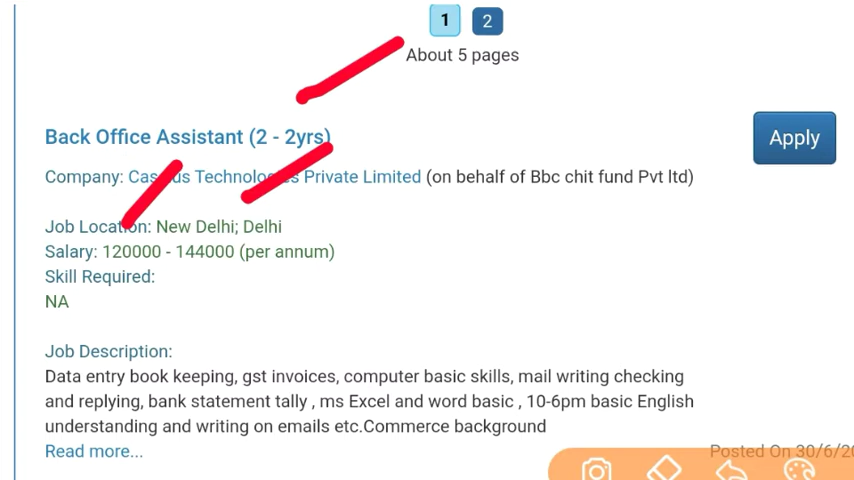 1 2
About 5 pages
Back Office Assistant (2 - 2yrs)
Apply
Company: Private Limited (on behalf of Bbc chit fund Pvt ltd)
Job Location: New Delhi; Delhi
Salary: 120000 - 144000 (per annum)
Skill Required:
NA
Job Description:
Data entry book keeping, gst invoices, computer basic skills, mail writing checking
and replying, bank statement tally , ms Excel and word basic , 10-6pm basic English
understanding and writing on emails etc.Commerce background
Read more...
Posted On 30/6/